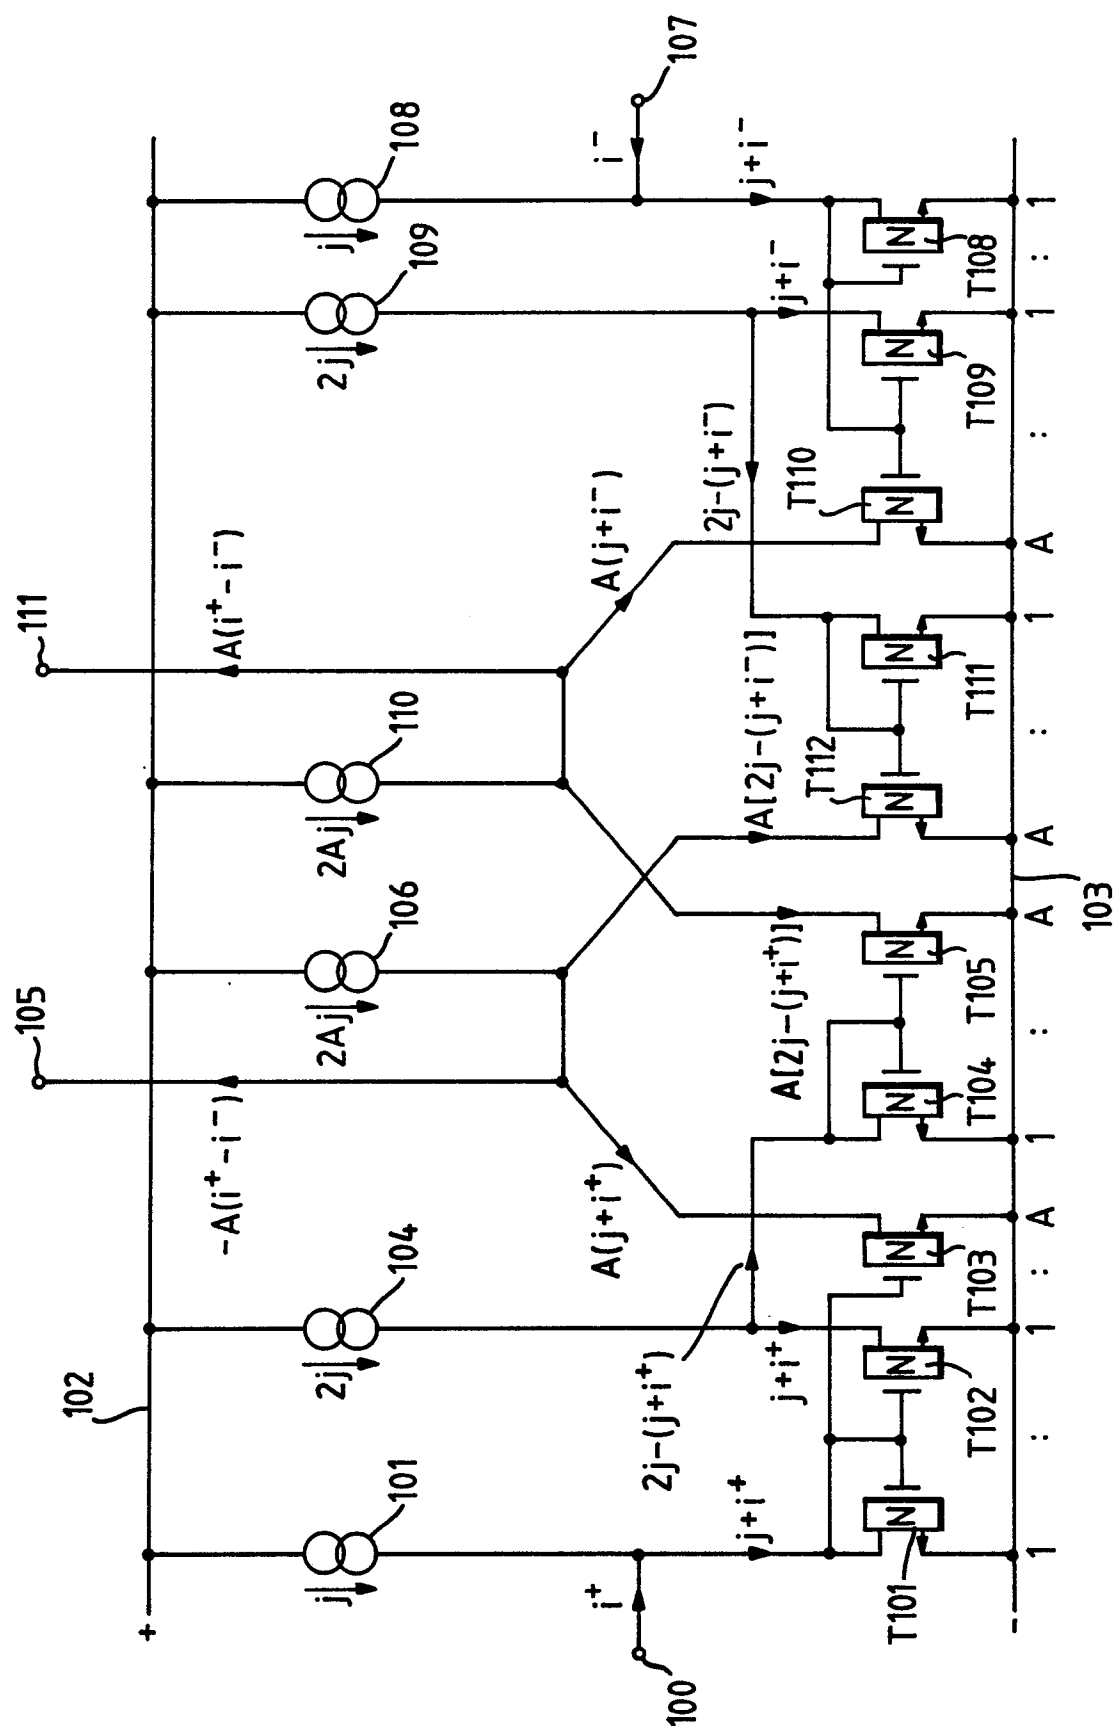 105
111
102
+
j
101
2j
104
-A(i⁺-i⁻)
2Aj
106
2Aj
110
A(i⁺-i⁻)
2j
109
j
108
100
i⁺
i⁻
107
A(j+i⁺)
A(j+i⁻)
2j-(j+i⁺)
2j-(j+i⁻)
j+i⁺
j+i⁺
A[2j-(j+i⁺)]
A[2j-(j+i⁻)]
j+i⁻
j+i⁻
T112
T110
N
N
N
N
N
N
N
N
N
N
T101
T102
T103
T104
T105
T111
T109
T108
-
1 : 1 : A 1 : A A : 1 A : 1 : 1
103